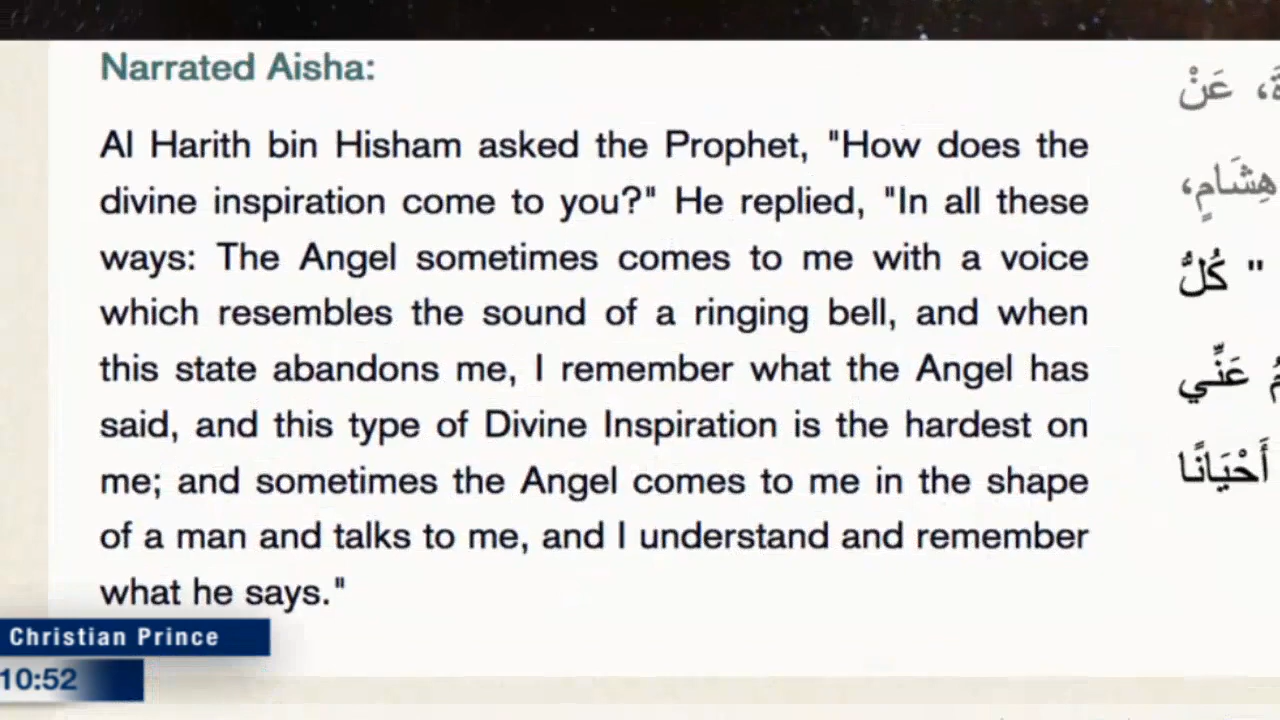 Narrated Aisha:
Al Harith bin Hisham asked the Prophet, "How does the
divine inspiration come to you?" He replied, "In all these
ways: The Angel sometimes comes to me with a voice
which resembles the sound of a ringing bell, and when
this state abandons me, I remember what the Angel has
said, and this type of Divine Inspiration is the hardest on
me; and sometimes the Angel comes to me in the shape
of a man and talks to me, and I understand and remember
what he says."
عَنْ
هِشَامٍ،
" كُلُّ
عَنِّي
أَحْيَانًا
Christian Prince
10:52